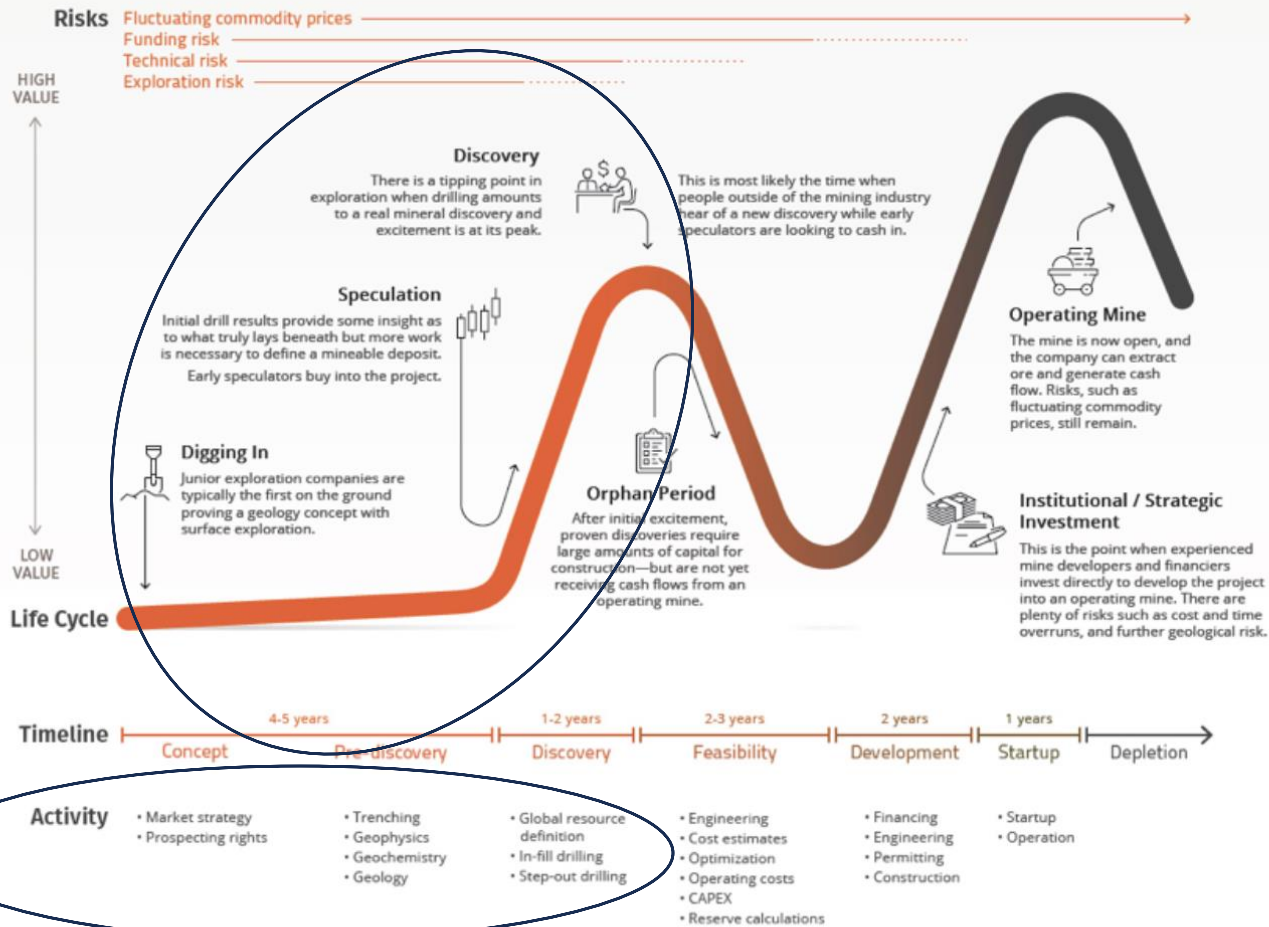 Risks
Fluctuating commodity prices
Funding risk
Technical risk
Exploration risk
HIGH
VALUE
Discovery
There is a tipping point in
exploration when drilling amounts
to a real mineral discovery and
excitement is at its peak.
This is most likely the time when
people outside of the mining industry
hear of a new discovery while early
speculators are looking to cash in.
Speculation
Initial drill results provide some insight as
to what truly lays beneath but more work
is necessary to define a mineable deposit.
Early speculators buy into the project.
Digging In
Junior exploration companies are
typically the first on the ground
proving a geology concept with
surface exploration.
Orphan Period
After initial excitement,
proven discoveries require
large amounts of capital for
construction—but are not yet
receiving cash flows from an
operating mine.
Operating Mine
The mine is now open, and
the company can extract
ore and generate cash
flow. Risks, such as
fluctuating commodity
prices, still remain.
Institutional / Strategic
Investment
This is the point when experienced
mine developers and financiers
invest directly to develop the project
into an operating mine. There are
plenty of risks such as cost and time
overruns, and further geological risk.
LOW
VALUE
Life Cycle
Timeline
4-5 years
1-2 years
2-3 years
2 years
1 years
Concept
Pre-discovery
Discovery
Feasibility
Development
Startup
Depletion
Activity
• Market strategy
• Prospecting rights
• Trenching
• Geophysics
• Geochemistry
• Geology
• Global resource
definition
• In-fill drilling
• Step-out drilling
• Engineering
• Cost estimates
• Optimization
• Operating costs
• CAPEX
• Reserve calculations
• Financing
• Engineering
• Permitting
• Construction
• Startup
• Operation